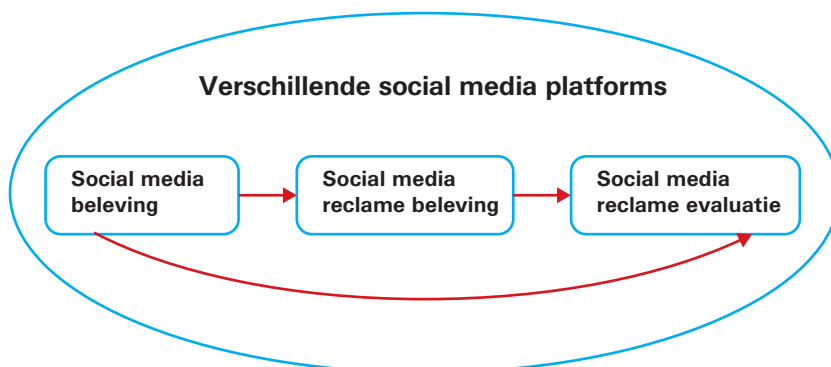 Verschillende social media platforms
Social media
beleving
Social media
reclame beleving
Social media
reclame evaluatie